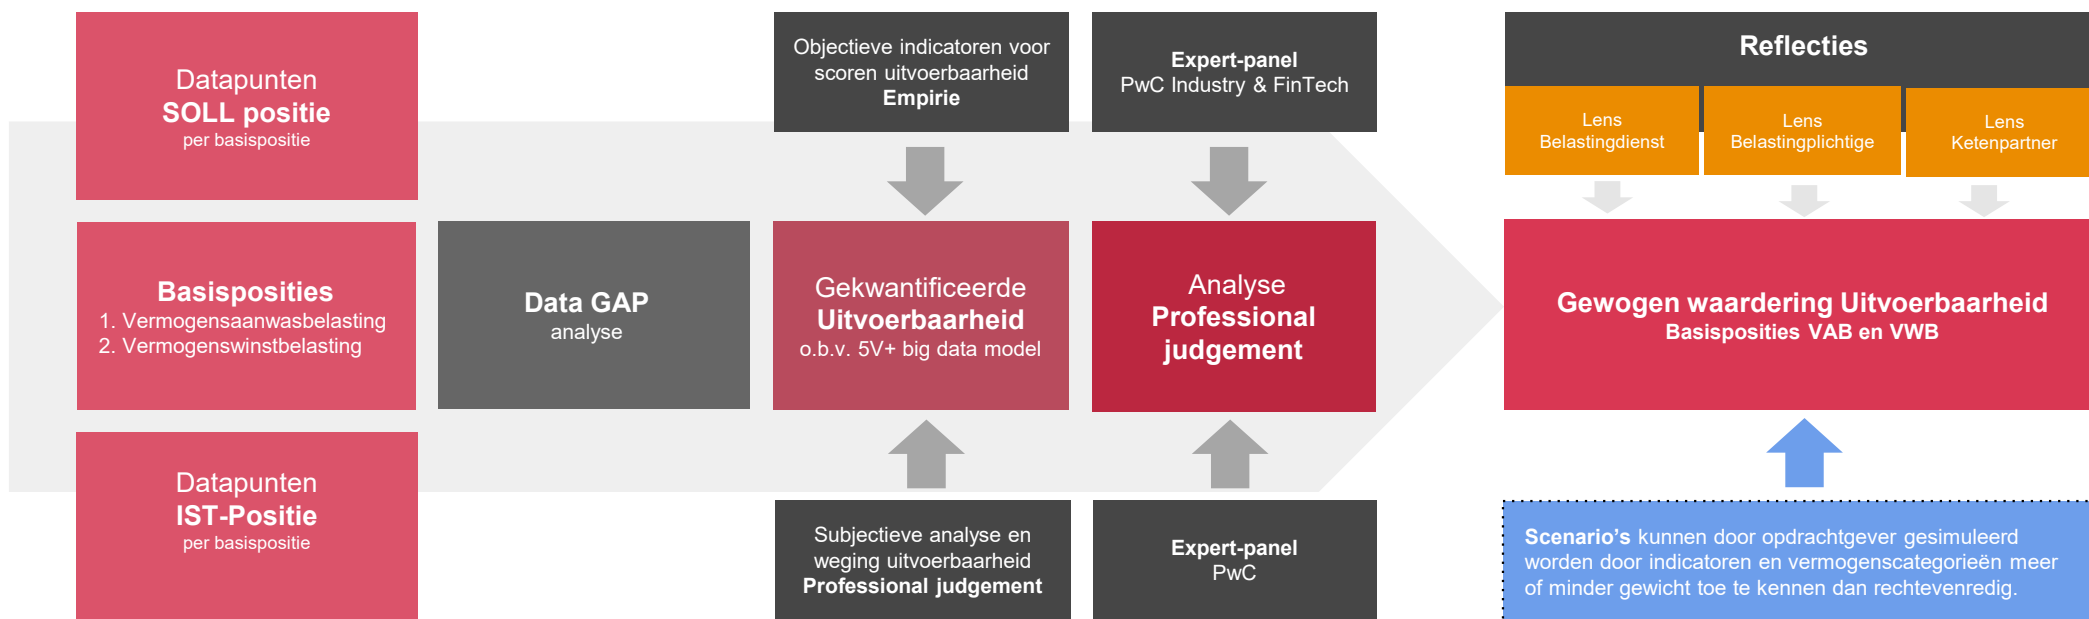 Datapunten
SOLL positie
per basispositie
Basisposities
1. Vermogensaanwasbelasting
2. Vermogenswinstbelasting
Datapunten
IST-Positie
per basispositie
Data GAP
analyse
Objectieve indicatoren voor
scoren uitvoerbaarheid
Empirie
Gekwantificeerde
Uitvoerbaarheid
o.b.v. 5V+ big data model
Subjectieve analyse en
weging uitvoerbaarheid
Professional judgement
Expert-panel
PwC Industry & FinTech
Analyse
Professional
judgement
Expert-panel
PwC
Reflecties
Lens
Belastingdienst
Lens
Belastingplichtige
Lens
Ketenpartner
Gewogen waardering Uitvoerbaarheid
Basisposities VAB en VWB
Scenario's kunnen door opdrachtgever gesimuleerd
worden door indicatoren en vermogenscategorieën meer
of minder gewicht toe te kennen dan rechtevenredig.